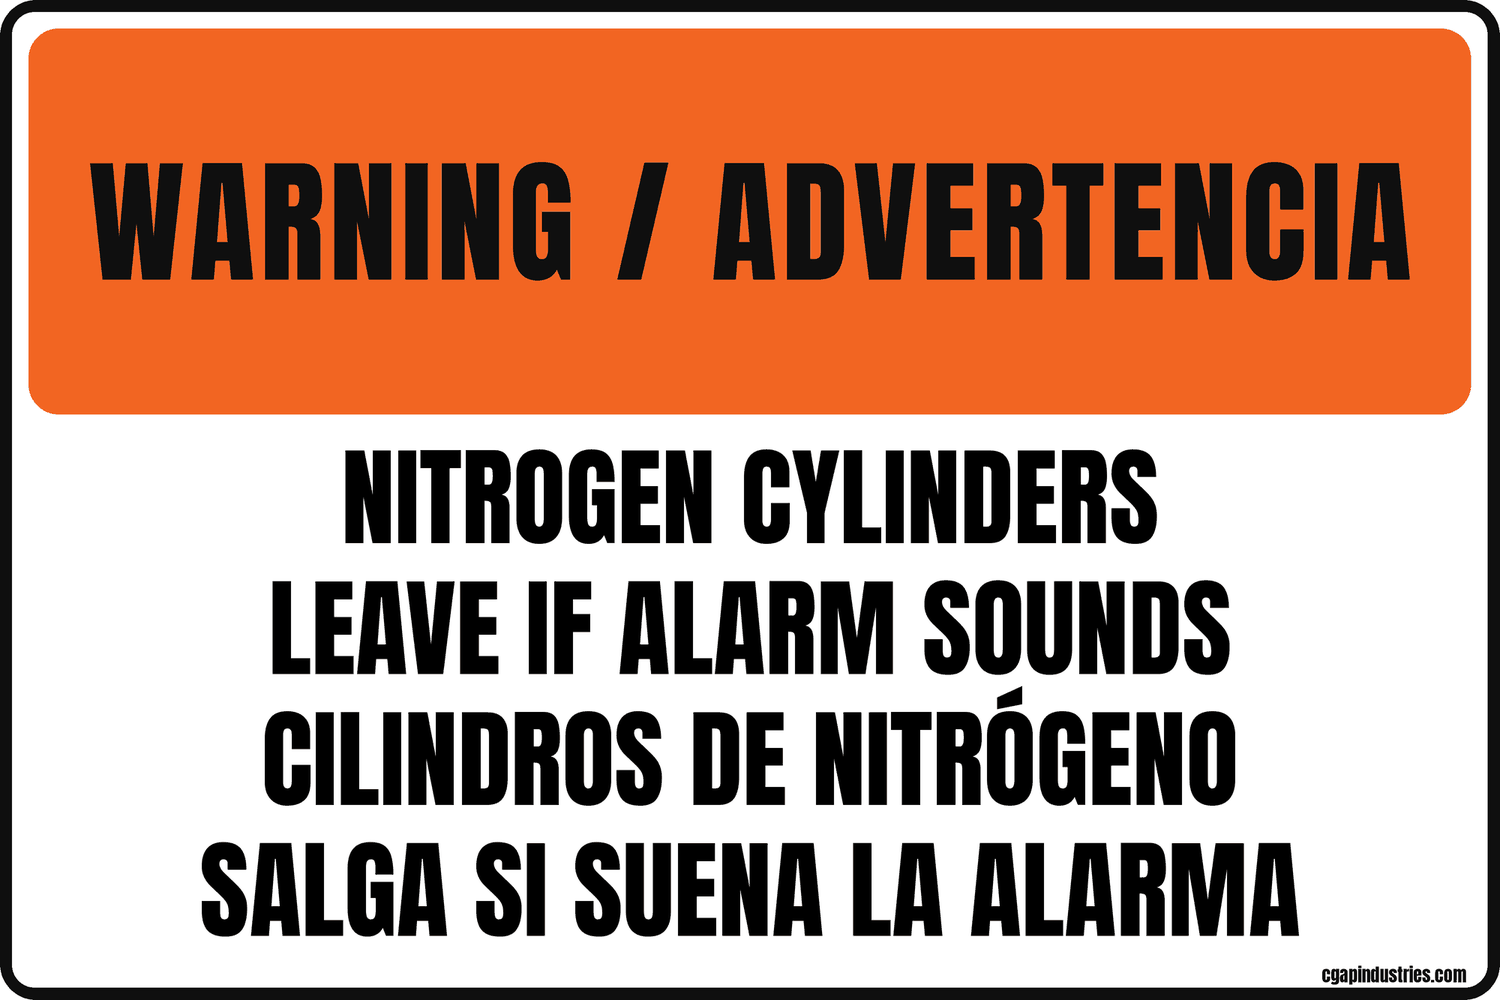 WARNING / ADVERTENCIA
NITROGEN CYLINDERS
LEAVE IF ALARM SOUNDS
CILINDROS DE NITRÓGENO
SALGA SI SUENA LA ALARMA
cgapindustries.com